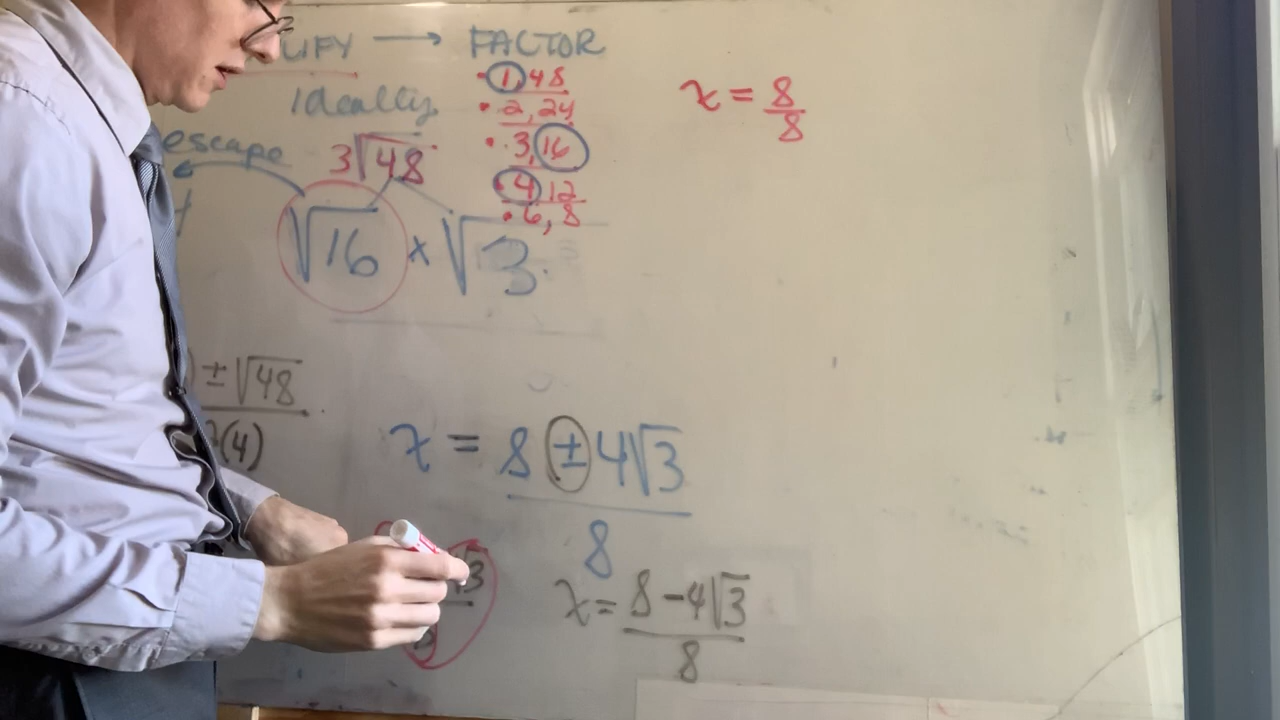 LIFY → FACTOR
Ideally
• 1, 48
• 2, 24
• 3, 16
• 4, 12
• 6, 8
x = 8/8
escape
3√48
√16 x √3
) ± √48
(4)
x = 8 ± 4√3
8
√3
x = 8 - 4√3
8